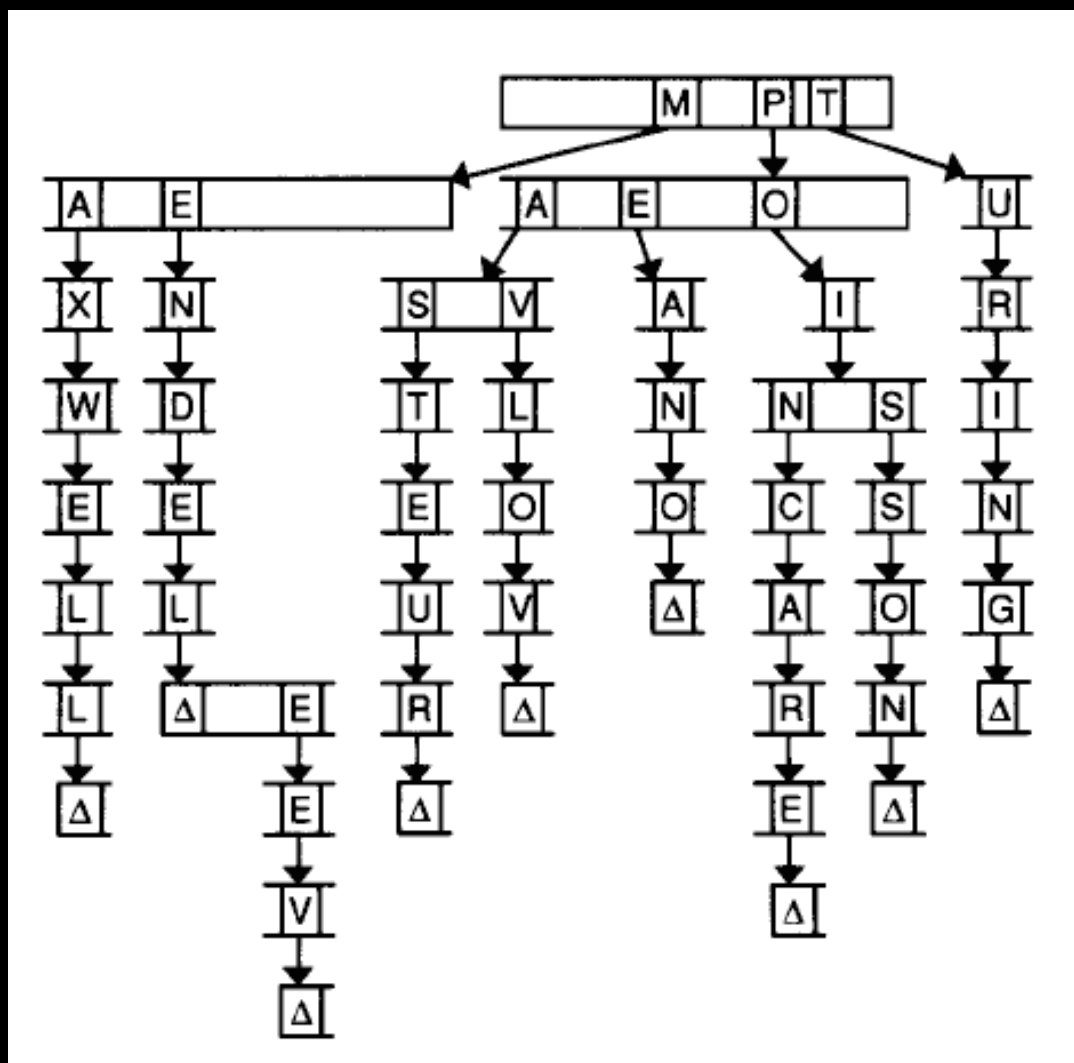 M P T
A E A E O U
X N S V A I R
W D T L N N S I
E E E O O C S N
L L U V Δ A O G
L Δ E R Δ R N Δ
Δ E Δ E Δ
V Δ
Δ